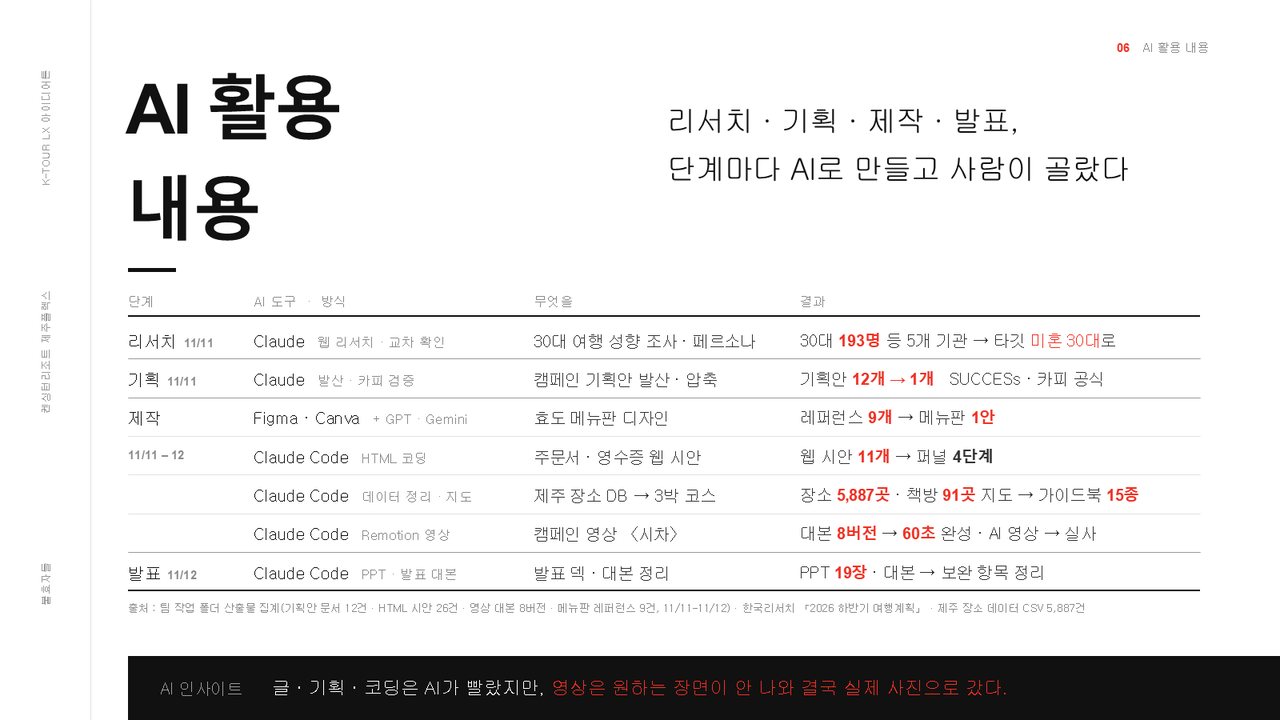 06 AI 활용 내용
K-TOUR LX 아이디어톤
켄싱턴리조트 제주플렉스
불효자들
AI 활용
내용
리서치 · 기획 · 제작 · 발표,
단계마다 AI로 만들고 사람이 골랐다
단계 AI 도구 · 방식 무엇을 결과
리서치 11/11 Claude 웹 리서치 · 교차 확인 30대 여행 성향 조사 · 페르소나 30대 193명 등 5개 기관 → 타깃 미혼 30대로
기획 11/11 Claude 발산 · 카피 검증 캠페인 기획안 발산 · 압축 기획안 12개 → 1개 SUCCESs · 카피 공식
제작 Figma · Canva + GPT · Gemini 효도 메뉴판 디자인 레퍼런스 9개 → 메뉴판 1안
11/11 – 12 Claude Code HTML 코딩 주문서 · 영수증 웹 시안 웹 시안 11개 → 퍼널 4단계
Claude Code 데이터 정리 · 지도 제주 장소 DB → 3박 코스 장소 5,887곳 · 책방 91곳 지도 → 가이드북 15종
Claude Code Remotion 영상 캠페인 영상 〈시차〉 대본 8버전 → 60초 완성 · AI 영상 → 실사
발표 11/12 Claude Code PPT · 발표 대본 발표 덱 · 대본 정리 PPT 19장 · 대본 → 보완 항목 정리
출처 : 팀 작업 폴더 산출물 집계(기획안 문서 12건 · HTML 시안 26건 · 영상 대본 8버전 · 메뉴판 레퍼런스 9건, 11/11–11/12) · 한국리서치 「2026 하반기 여행계획」 · 제주 장소 데이터 CSV 5,887건
AI 인사이트 글 · 기획 · 코딩은 AI가 빨랐지만, 영상은 원하는 장면이 안 나와 결국 실제 사진으로 갔다.